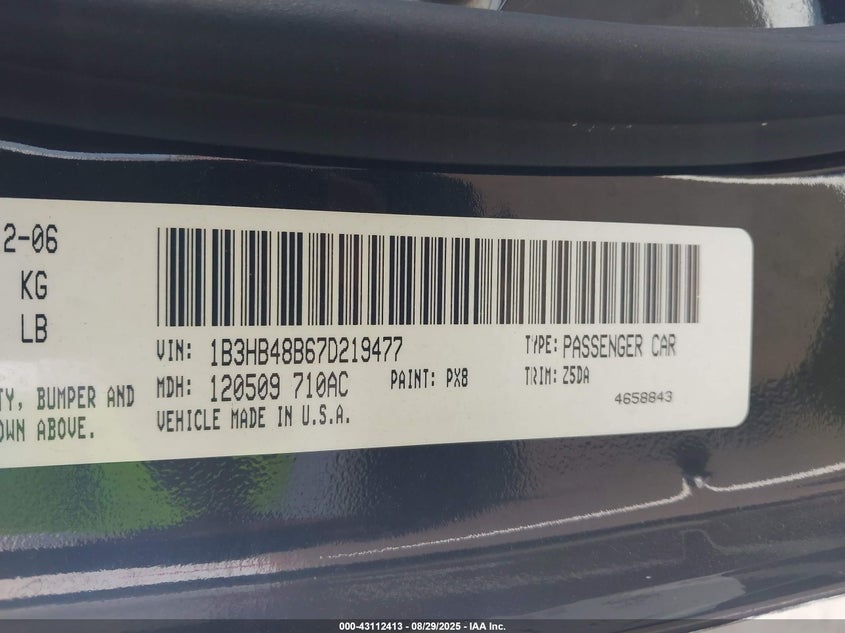 2-06
KG
LB
VIN: 1B3HB48B67D219477
TYPE: PASSENGER CAR
MDH: 120509 710AC
PAINT: PX8
TRIM: Z5DA
4658843
VEHICLE MADE IN U.S.A.
TY, BUMPER AND
OWN ABOVE.
000-43112413 - 08/29/2025 - IAA Inc.